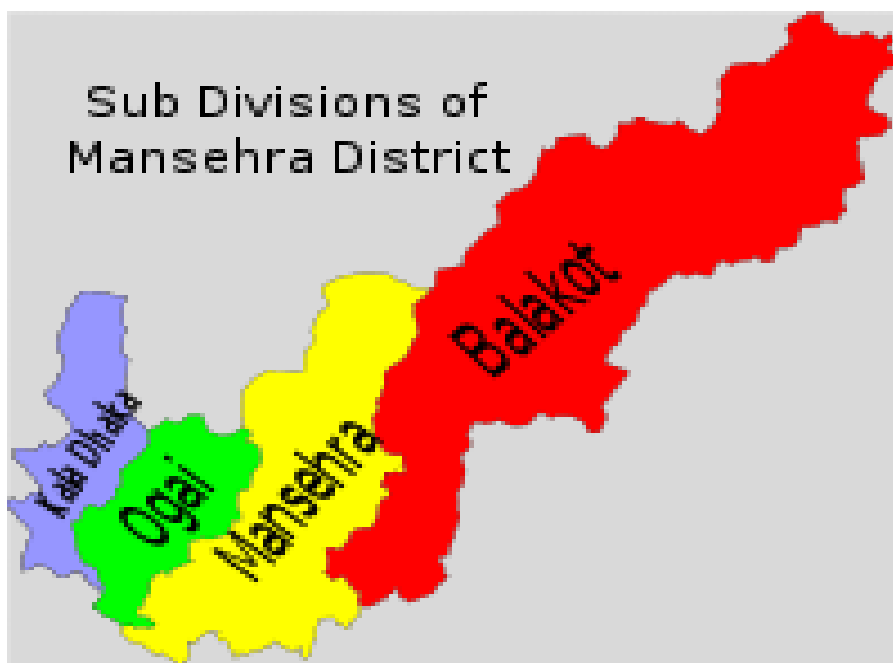 Sub Divisions of
Mansehra District
Balakot
Kala Dhaka
Ogai
Mansehra